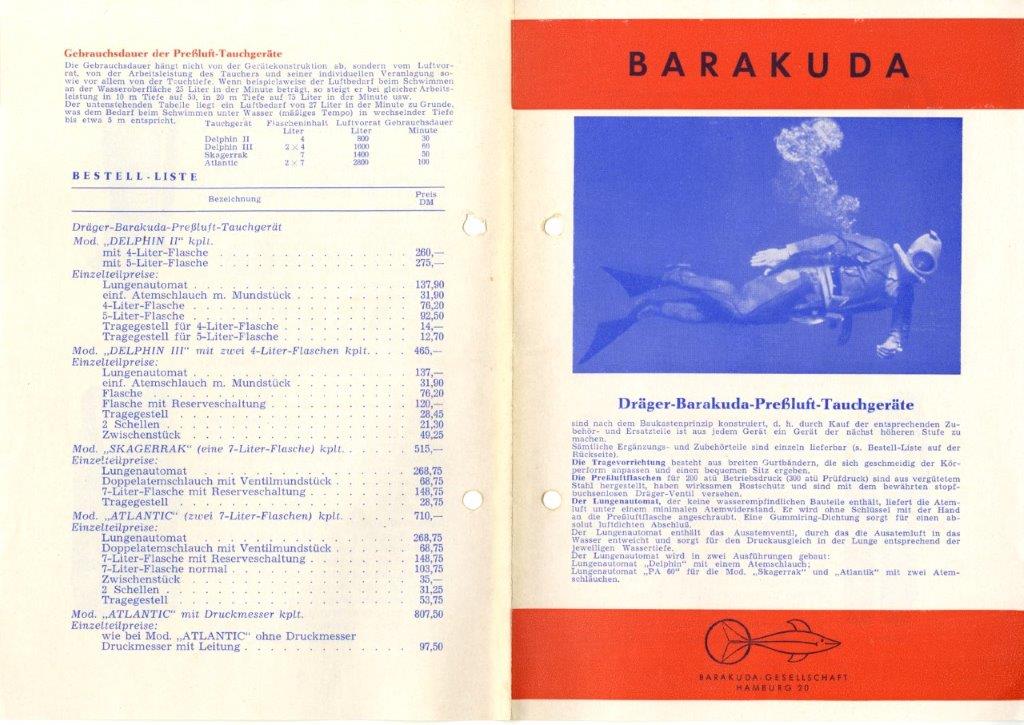 Gebrauchsdauer der Preßluft-Tauchgeräte
Die Gebrauchsdauer hängt nicht von der Gerätekonstruktion ab, sondern vom Luftvor-
rat, von der Arbeitsleistung des Tauchers und seiner individuellen Veranlagung so-
wie vor allem von der Tauchtiefe. Wenn beispielsweise der Luftbedarf beim Schwimmen
an der Wasseroberfläche 25 Liter in der Minute beträgt, so steigt er bei gleicher Arbeits-
leistung in 10 m Tiefe auf 50, in 20 m Tiefe auf 75 Liter in der Minute usw.
Der untenstehenden Tabelle liegt ein Luftbedarf von 27 Liter in der Minute zu Grunde,
was dem Bedarf beim Schwimmen unter Wasser (mäßiges Tempo) in wechselnder Tiefe
bis etwa 5 m entspricht.
Tauchgerät Flascheninhalt Luftvorrat Gebrauchsdauer
Liter Liter Minute
Delphin II 4 800 30
Delphin III 2 × 4 1600 60
Skagerrak 7 1400 50
Atlantic 2 × 7 2800 100
BESTELL-LISTE
Bezeichnung Preis DM
Dräger-Barakuda-Preßluft-Tauchgerät
Mod. „DELPHIN II“ kplt.
mit 4-Liter-Flasche . . . . . . . . . . 260,—
mit 5-Liter-Flasche . . . . . . . . . . 275,—
Einzelteilpreise:
Lungenautomat . . . . . . . . . . 137,90
einf. Atemschlauch m. Mundstück . . . . . . . 31,90
4-Liter-Flasche . . . . . . . . . . 76,20
5-Liter-Flasche . . . . . . . . . . 92,50
Tragegestell für 4-Liter-Flasche . . . . . . . 14,—
Tragegestell für 5-Liter-Flasche . . . . . . . 12,70
Mod. „DELPHIN III“ mit zwei 4-Liter-Flaschen kplt. . . . 465,—
Einzelteilpreise:
Lungenautomat . . . . . . . . . . 137,—
einf. Atemschlauch m. Mundstück . . . . . . . 31,90
Flasche . . . . . . . . . . 76,20
Flasche mit Reserveschaltung . . . . . . . . 120,—
Tragegestell . . . . . . . . . . 28,45
2 Schellen . . . . . . . . . . 21,30
Zwischenstück . . . . . . . . . . 49,25
Mod. „SKAGERRAK“ (eine 7-Liter-Flasche) kplt. . . . . 515,—
Einzelteilpreise:
Lungenautomat . . . . . . . . . . 268,75
Doppelatemschlauch mit Ventilmundstück . . . . . 68,75
7-Liter-Flasche mit Reserveschaltung . . . . . . 148,75
Tragegestell . . . . . . . . . . 28,75
Mod. „ATLANTIC“ (zwei 7-Liter-Flaschen) kplt. . . . . 710,—
Einzelteilpreise:
Lungenautomat . . . . . . . . . . 268,75
Doppelatemschlauch mit Ventilmundstück . . . . . 68,75
7-Liter-Flasche mit Reserveschaltung . . . . . . 148,75
7-Liter-Flasche normal . . . . . . . . . 103,75
Zwischenstück . . . . . . . . . . 35,—
2 Schellen . . . . . . . . . . 31,25
Tragegestell . . . . . . . . . . 53,75
Mod. „ATLANTIC“ mit Druckmesser kplt. 807,50
Einzelteilpreise:
wie bei Mod. „ATLANTIC“ ohne Druckmesser
Druckmesser mit Leitung . . . . . . . . . 97,50
BARAKUDA
Dräger-Barakuda-Preßluft-Tauchgeräte
sind nach dem Baukastenprinzip konstruiert, d. h. durch Kauf der entsprechenden Zu-
behör- und Ersatzteile ist aus jedem Gerät ein Gerät der nächst höheren Stufe zu
machen.
Sämtliche Ergänzungs- und Zubehörteile sind einzeln lieferbar (s. Bestell-Liste auf der
Rückseite).
Die Tragevorrichtung besteht aus breiten Gurtbändern, die sich geschmeidig der Kör-
perform anpassen und einen bequemen Sitz ergeben.
Die Preßluftflaschen für 200 atü Betriebsdruck (300 atü Prüfdruck) sind aus vergütetem
Stahl hergestellt, haben wirksamen Rostschutz und sind mit dem bewährten stopf-
buchsenlosen Dräger-Ventil versehen.
Der Lungenautomat, der keine wasserempfindlichen Bauteile enthält, liefert die Atem-
luft unter einem minimalen Atemwiderstand. Er wird ohne Schlüssel mit der Hand
an die Preßluftflasche angeschraubt. Eine Gummiring-Dichtung sorgt für einen ab-
solut luftdichten Abschluß.
Der Lungenautomat enthält das Ausatemventil, durch das die Ausatemluft in das
Wasser entweicht und sorgt für den Druckausgleich in der Lunge entsprechend der
jeweiligen Wassertiefe.
Der Lungenautomat wird in zwei Ausführungen gebaut:
Lungenautomat „Delphin“ mit einem Atemschlauch;
Lungenautomat „PA 60“ für die Mod. „Skagerrak“ und „Atlantik“ mit zwei Atem-
schläuchen.
BARAKUDA-GESELLSCHAFT
HAMBURG 20